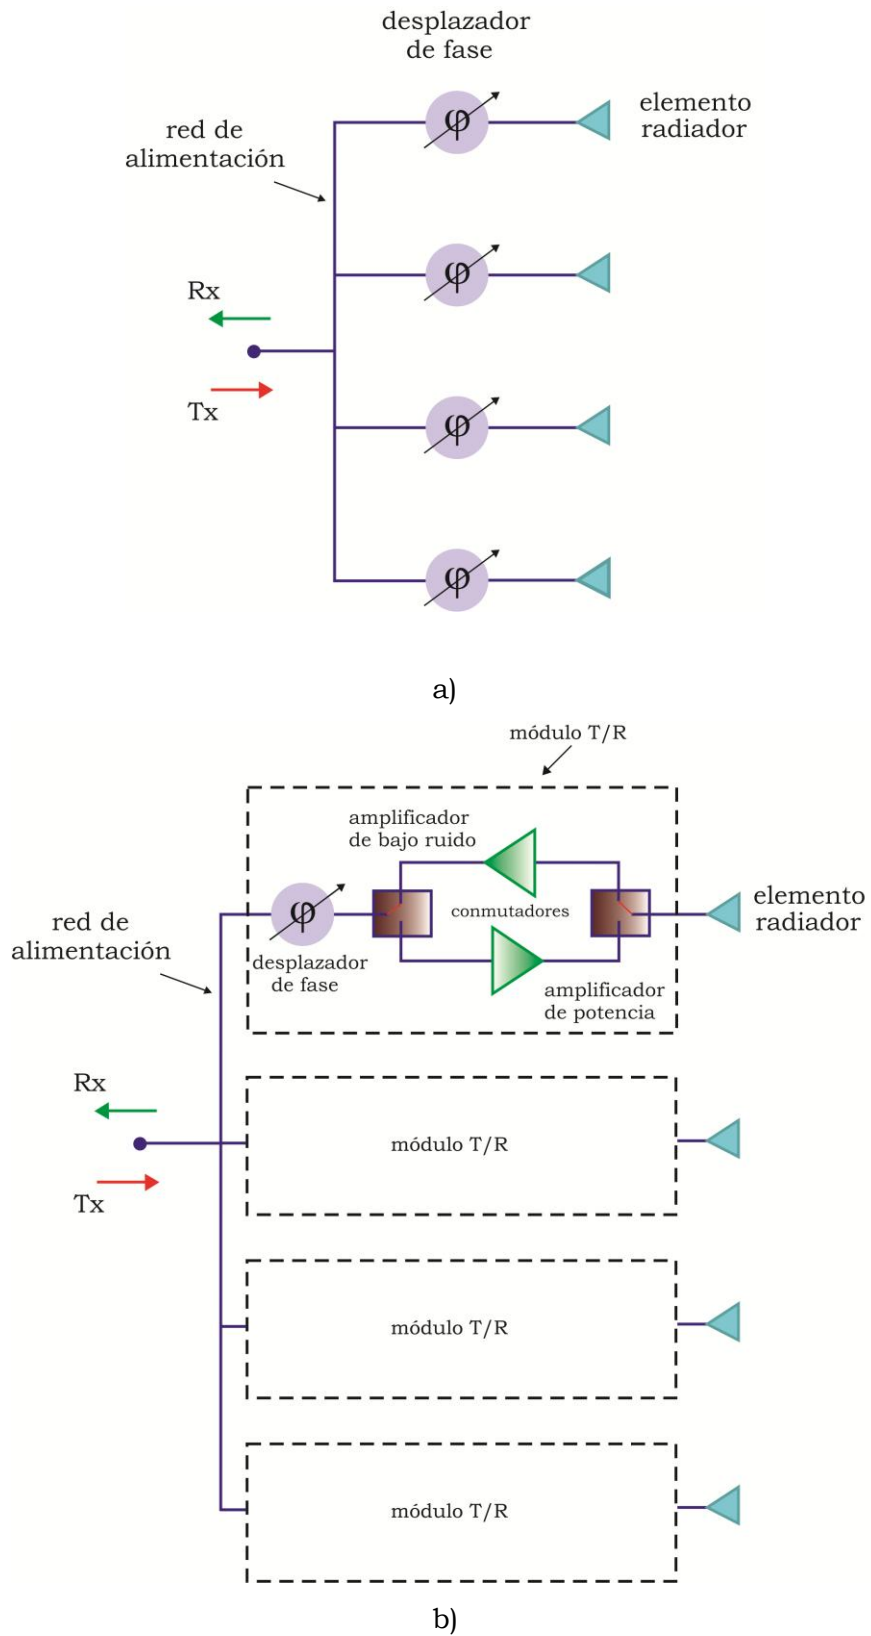 desplazador
de fase
elemento
radiador
red de
alimentación
φ
φ
φ
φ
Rx
Tx
a)
módulo T/R
amplificador
de bajo ruido
conmutadores
φ
desplazador
de fase
amplificador
de potencia
elemento
radiador
red de
alimentación
Rx
Tx
módulo T/R
módulo T/R
módulo T/R
b)